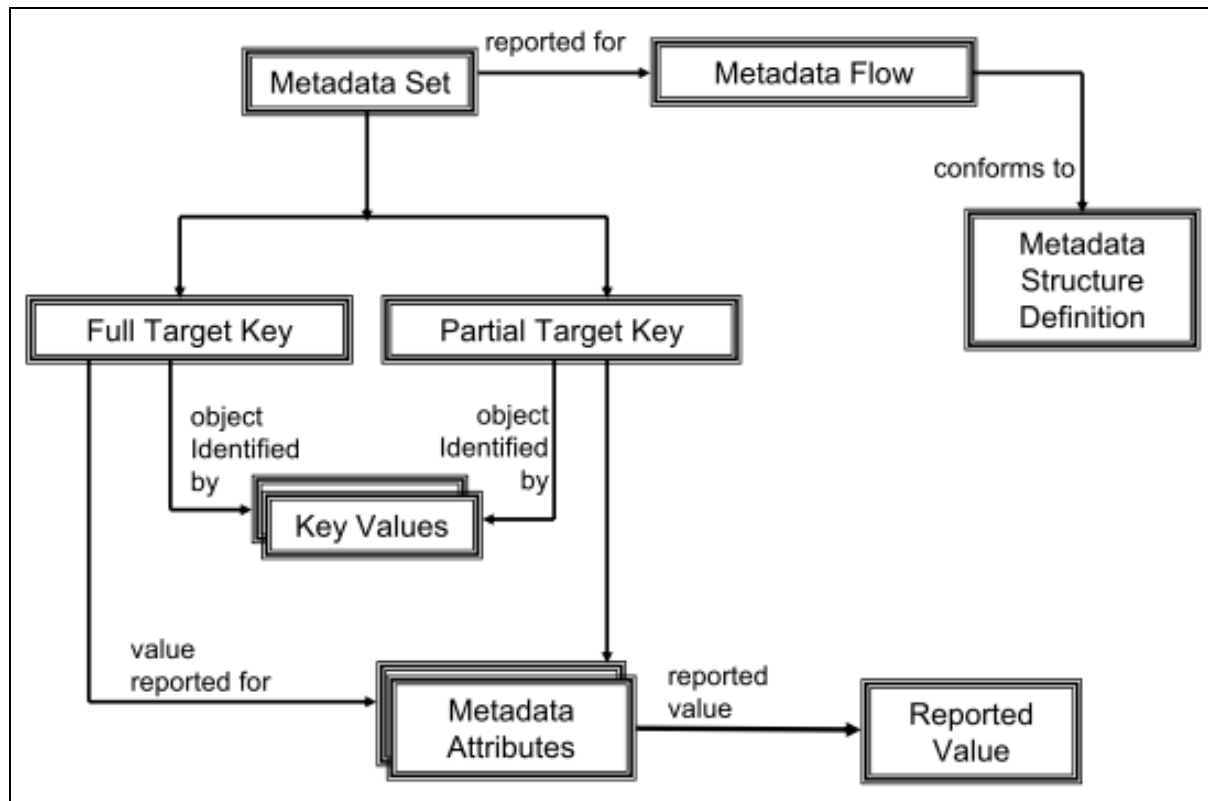 reported for
Metadata Set
Metadata Flow
conforms to
Metadata
Structure
Definition
Full Target Key
Partial Target Key
object
Identified
by
object
Identified
by
Key Values
value
reported for
Metadata
Attributes
reported
value
Reported
Value